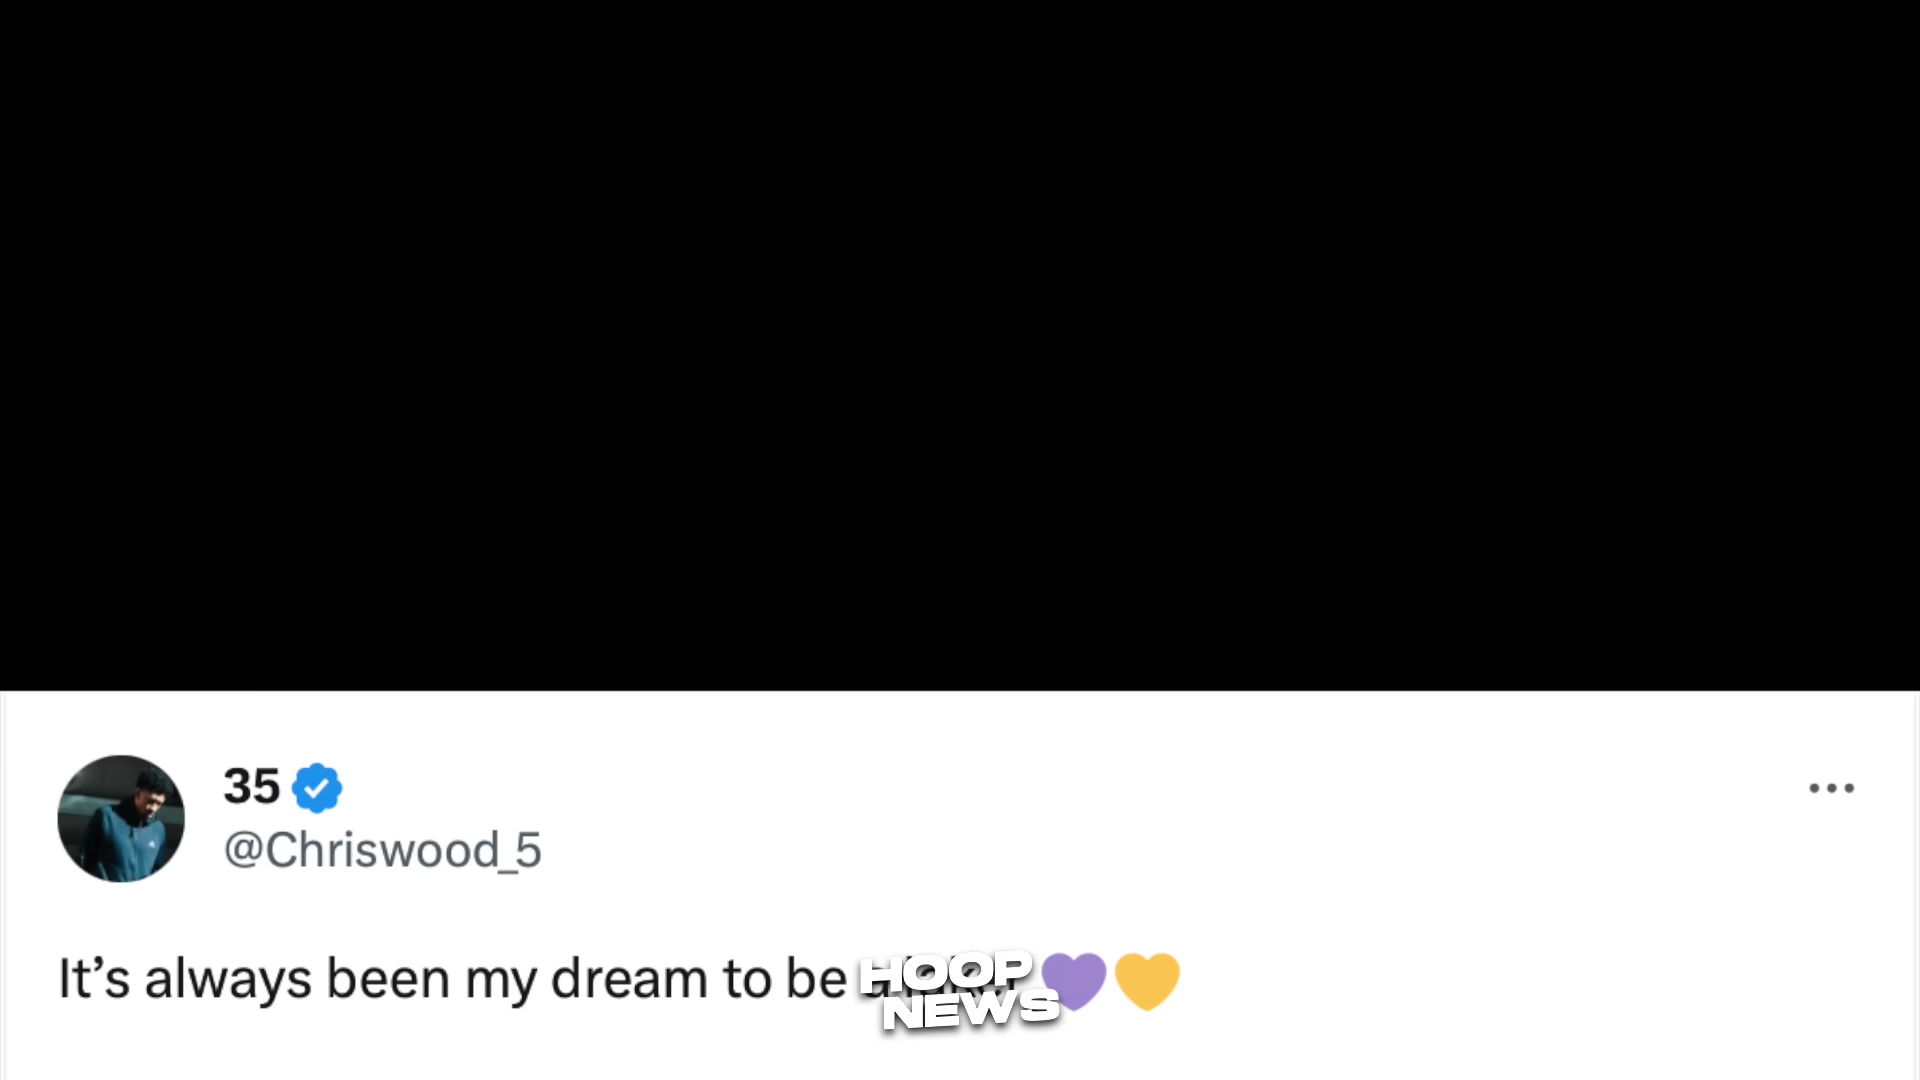 35
@Chriswood_5
It’s always been my dream to be a 💜💛
HOOP
NEWS